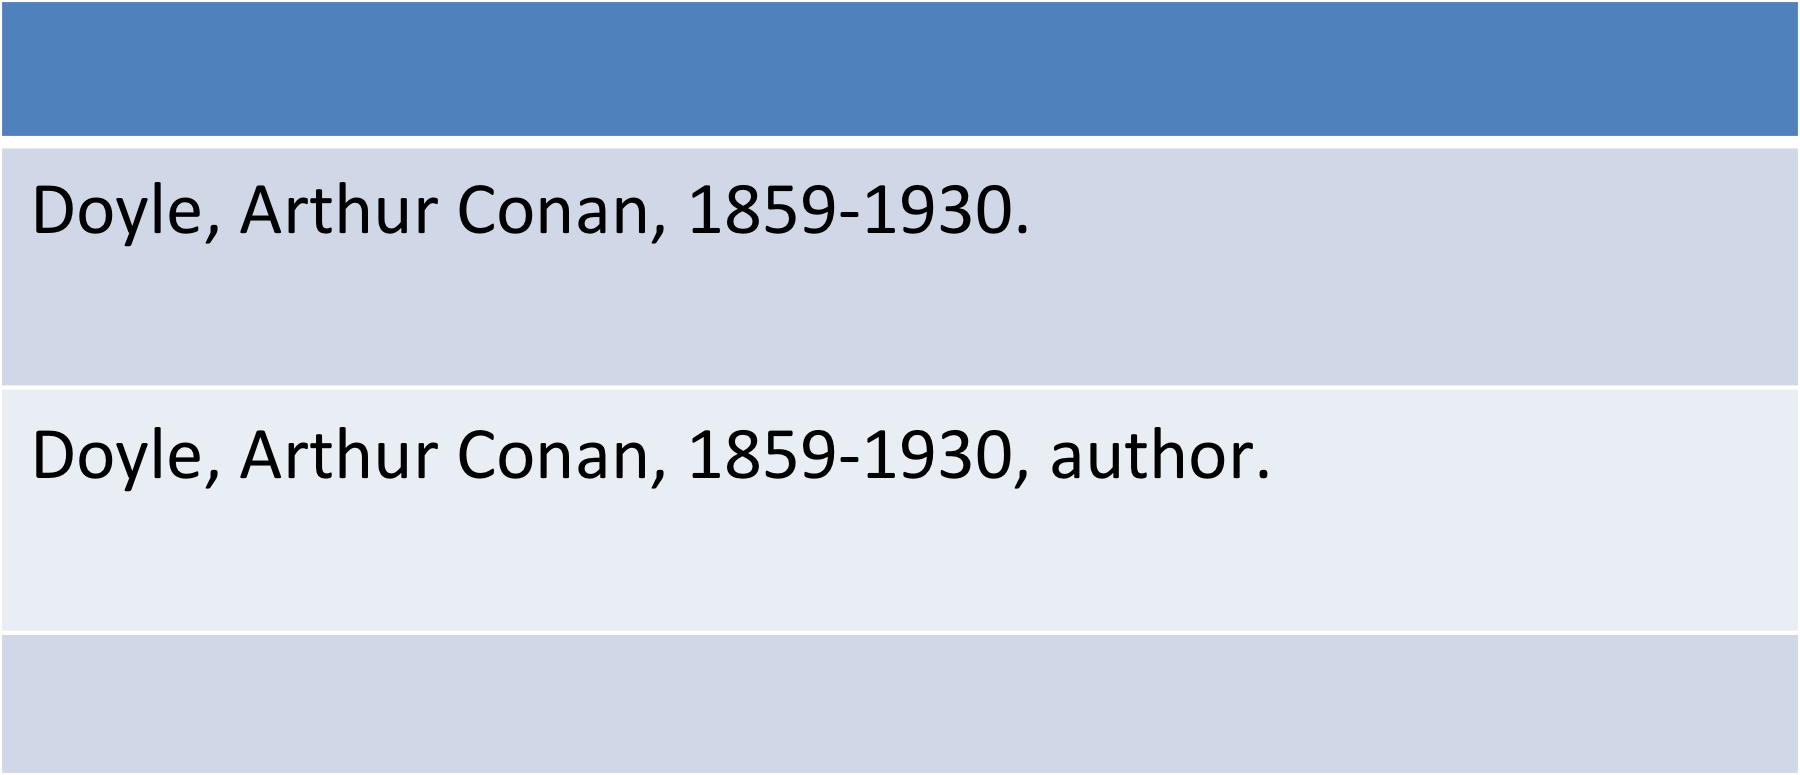 Doyle, Arthur Conan, 1859-1930.
Doyle, Arthur Conan, 1859-1930, author.